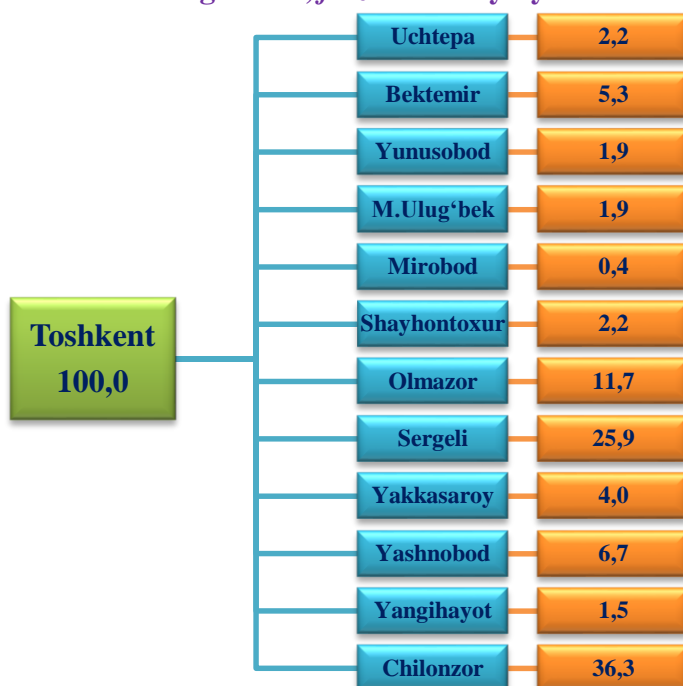 Uchtepa 2,2
Bektemir 5,3
Yunusobod 1,9
M.Ulug‘bek 1,9
Mirobod 0,4
Shayhontoxur 2,2
Toshkent
100,0
Olmazor 11,7
Sergeli 25,9
Yakkasaroy 4,0
Yashnobod 6,7
Yangihayot 1,5
Chilonzor 36,3